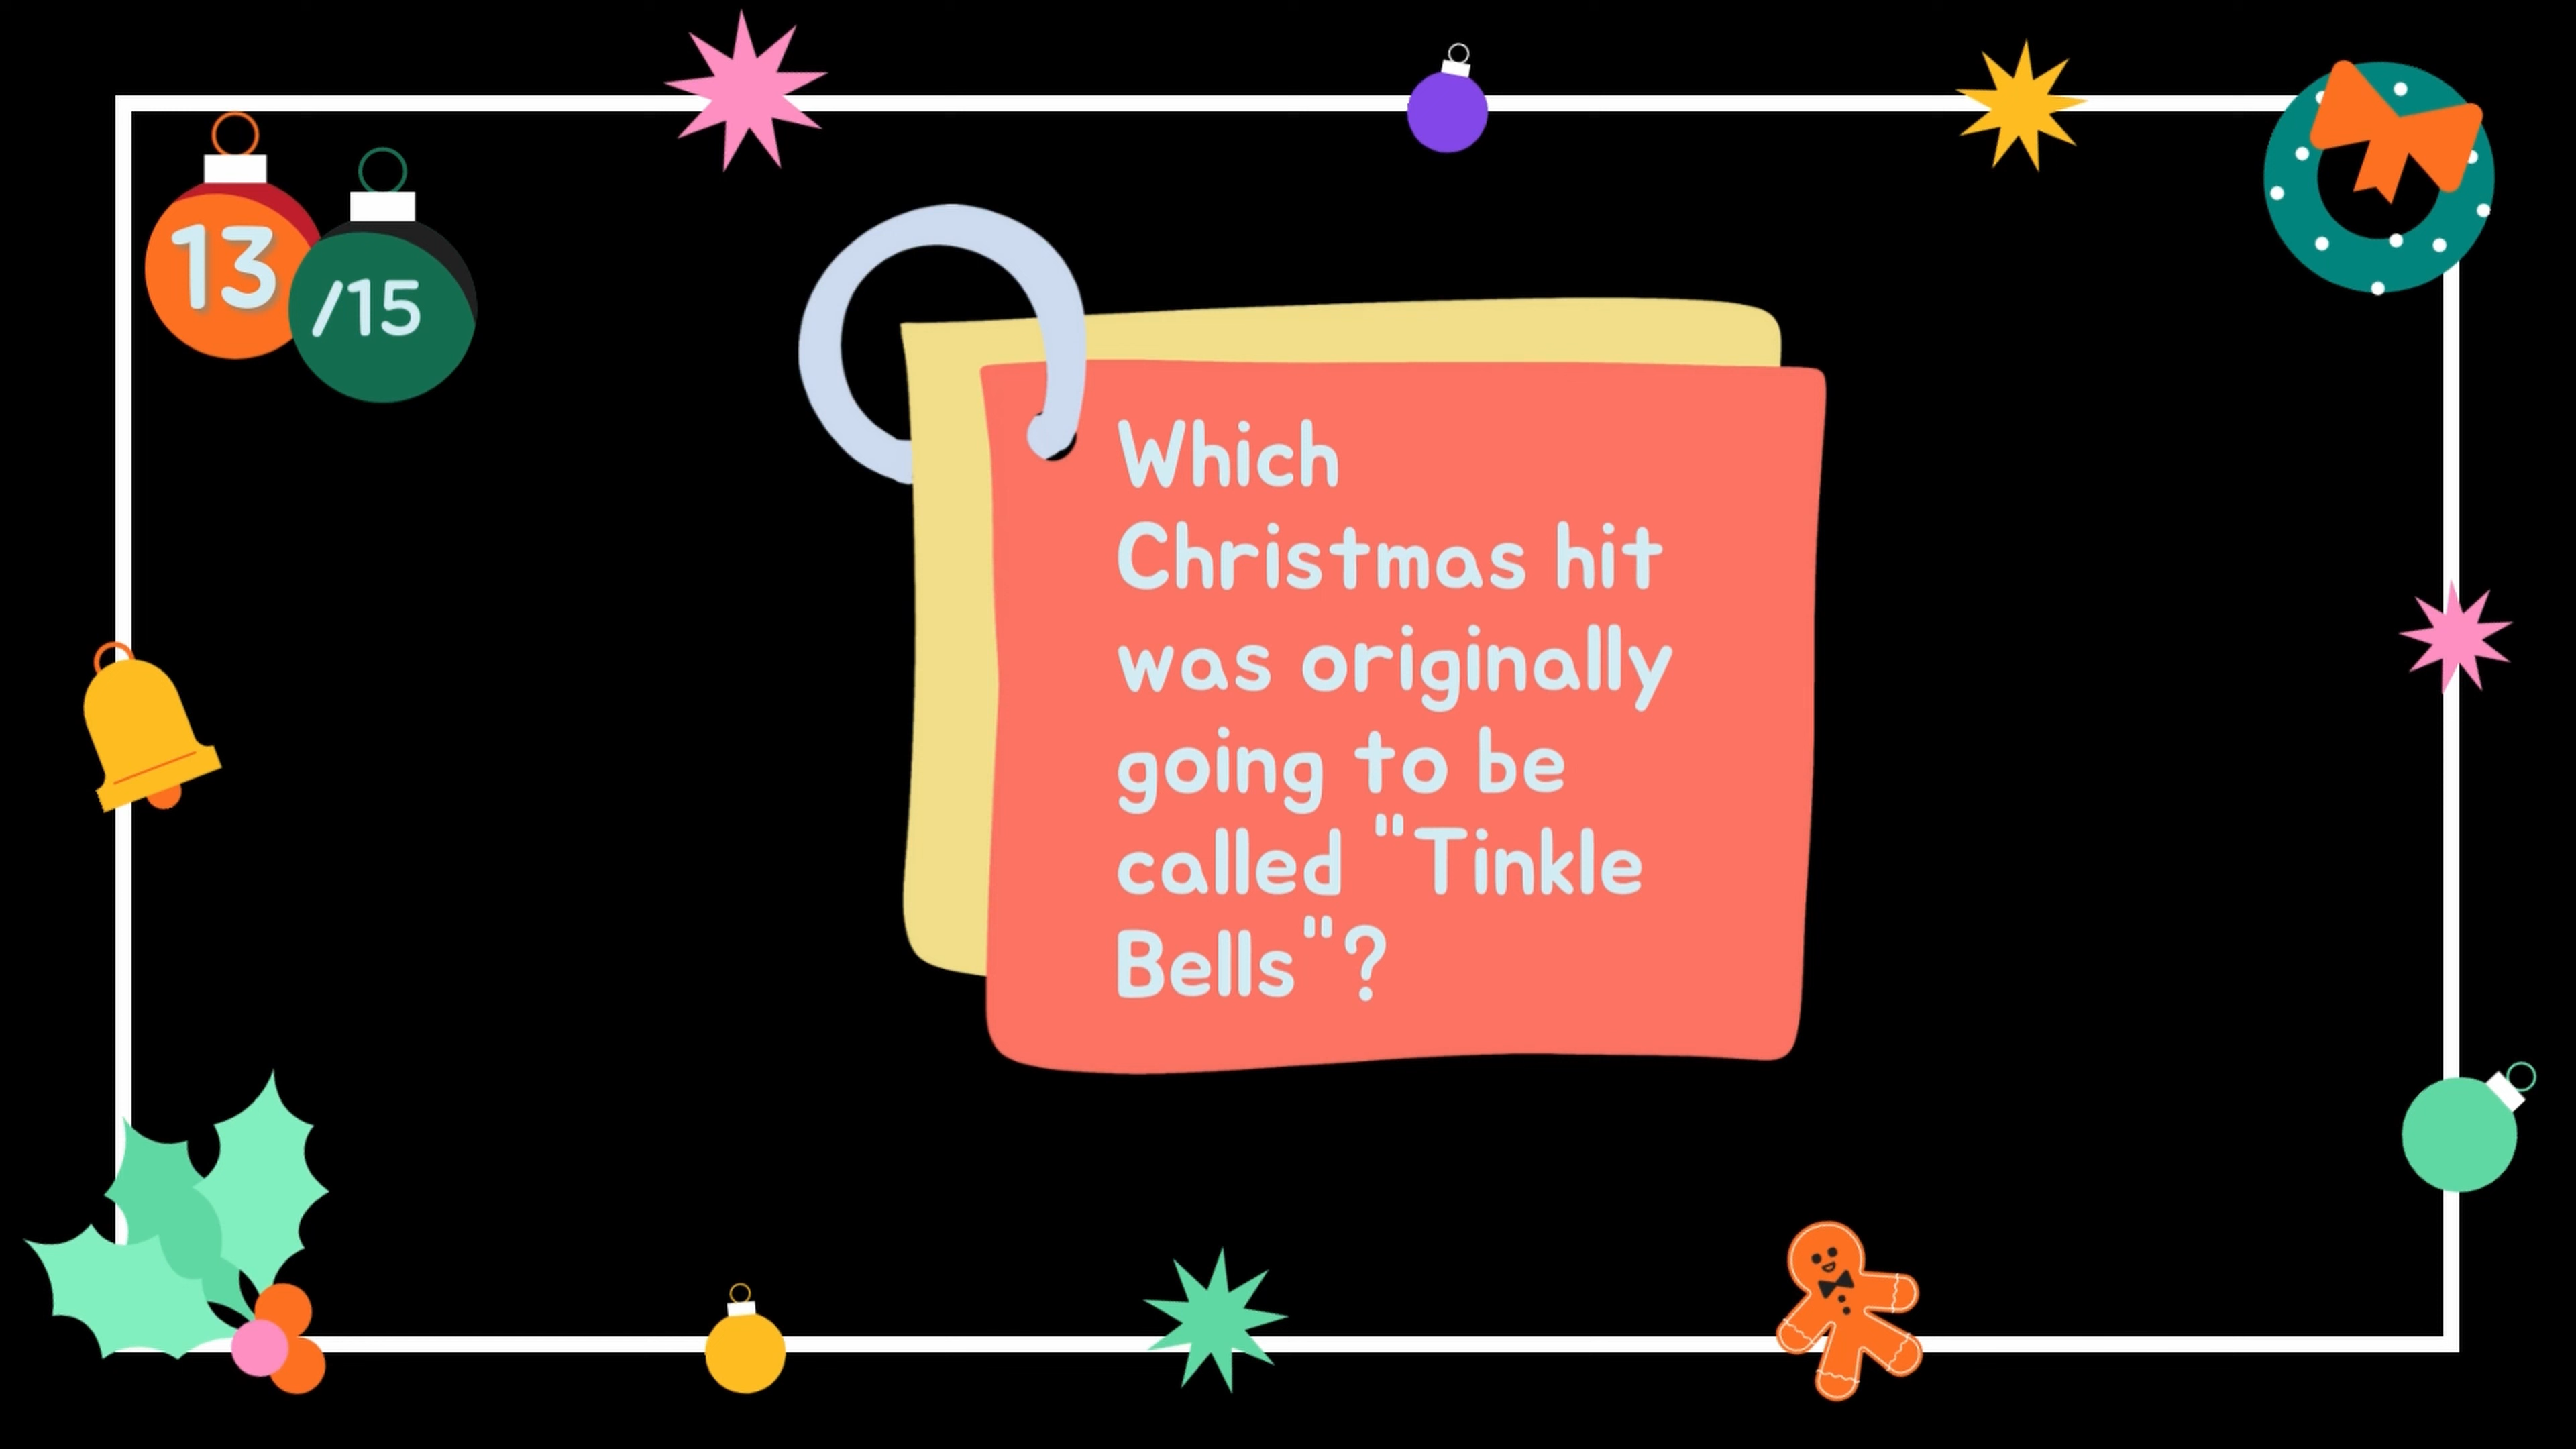 13
/15
Which
Christmas hit
was originally
going to be
called "Tinkle
Bells"?